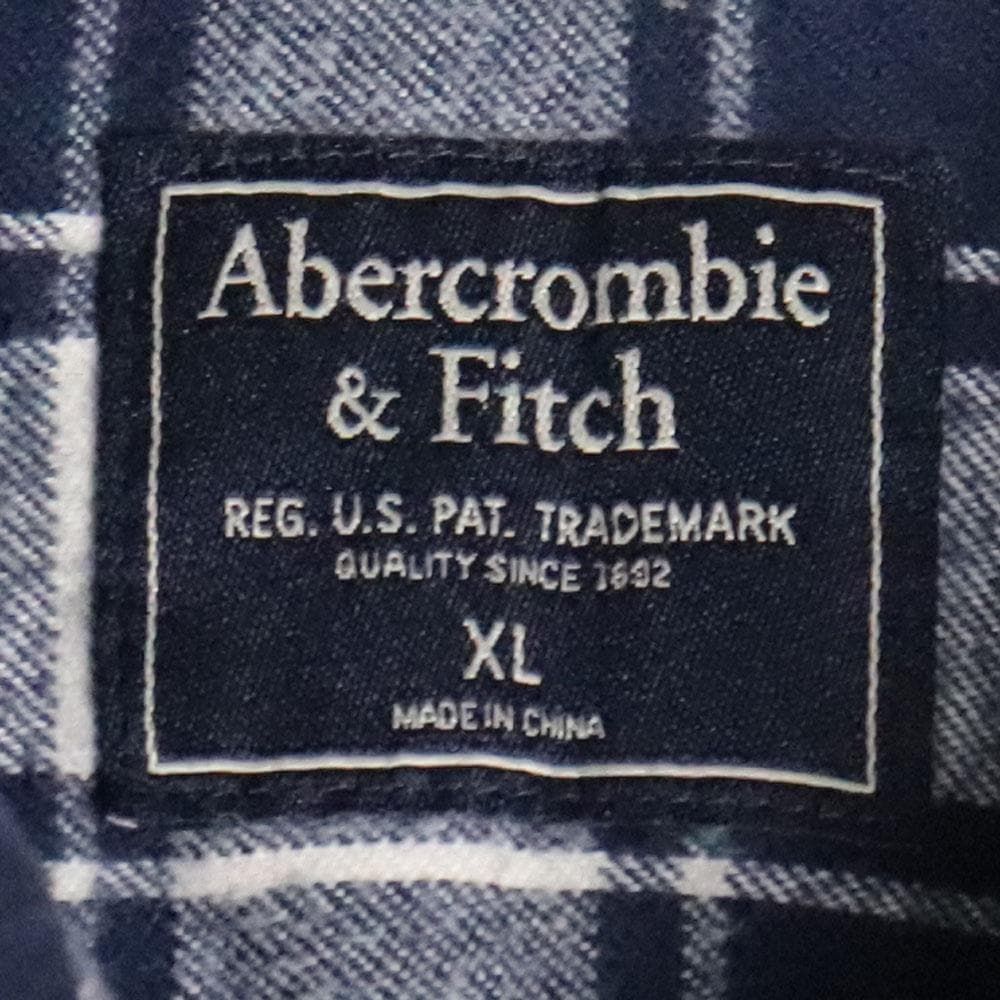 Abercrombie
& Fitch
REG. U.S. PAT. TRADEMARK
QUALITY SINCE 1892
XL
MADE IN CHINA